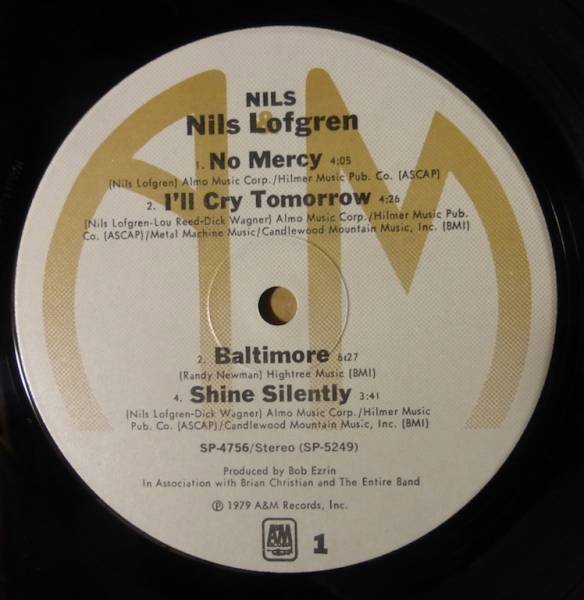 NILS
Nils Lofgren
1. No Mercy 4:05
(Nils Lofgren) Almo Music Corp./Hilmer Music Pub. Co. (ASCAP)
2. I'll Cry Tomorrow 4:26
(Nils Lofgren-Lou Reed-Dick Wagner) Almo Music Corp./Hilmer Music Pub.
Co. (ASCAP)/Metal Machine Music/Candlewood Mountain Music, Inc. (BMI)
2. Baltimore 6:27
(Randy Newman) Hightree Music (BMI)
4. Shine Silently 3:41
(Nils Lofgren-Dick Wagner) Almo Music Corp./Hilmer Music
Pub. Co. (ASCAP)/Candlewood Mountain Music, Inc. (BMI)
SP-4756/Stereo (SP-5249)
Produced by Bob Ezrin
In Association with Brian Christian and The Entire Band
℗ 1979 A&M Records, Inc.
A&M
RECORDS
1
A&M